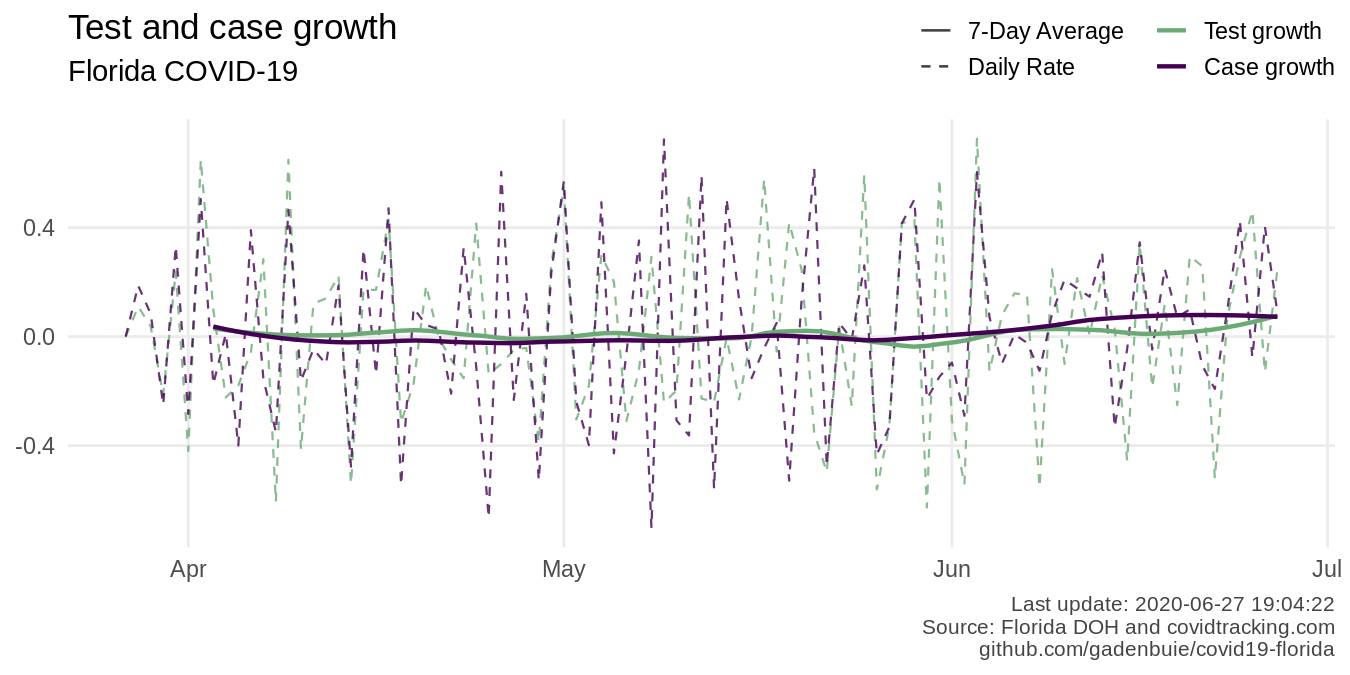 Test and case growth
Florida COVID-19
7-Day Average
Daily Rate
Test growth
Case growth
0.4
0.0
-0.4
Apr
May
Jun
Jul
Last update: 2020-06-27 19:04:22
Source: Florida DOH and covidtracking.com
github.com/gadenbuie/covid19-florida